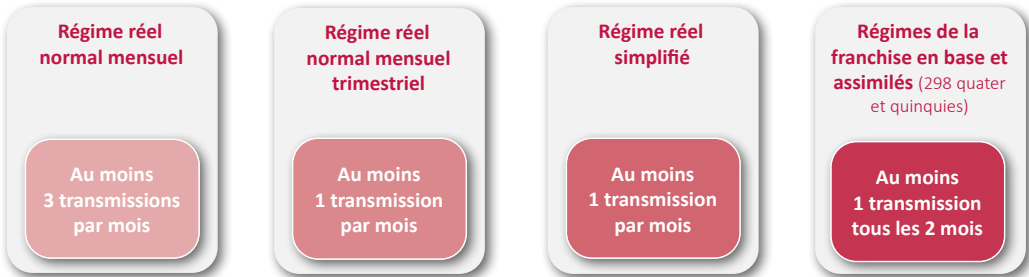 Régime réel
normal mensuel
Au moins
3 transmissions
par mois
Régime réel
normal mensuel
trimestriel
Au moins
1 transmission
par mois
Régime réel
simplifié
Au moins
1 transmission
par mois
Régimes de la
franchise en base et
assimilés (298 quater
et quinquies)
Au moins
1 transmission
tous les 2 mois